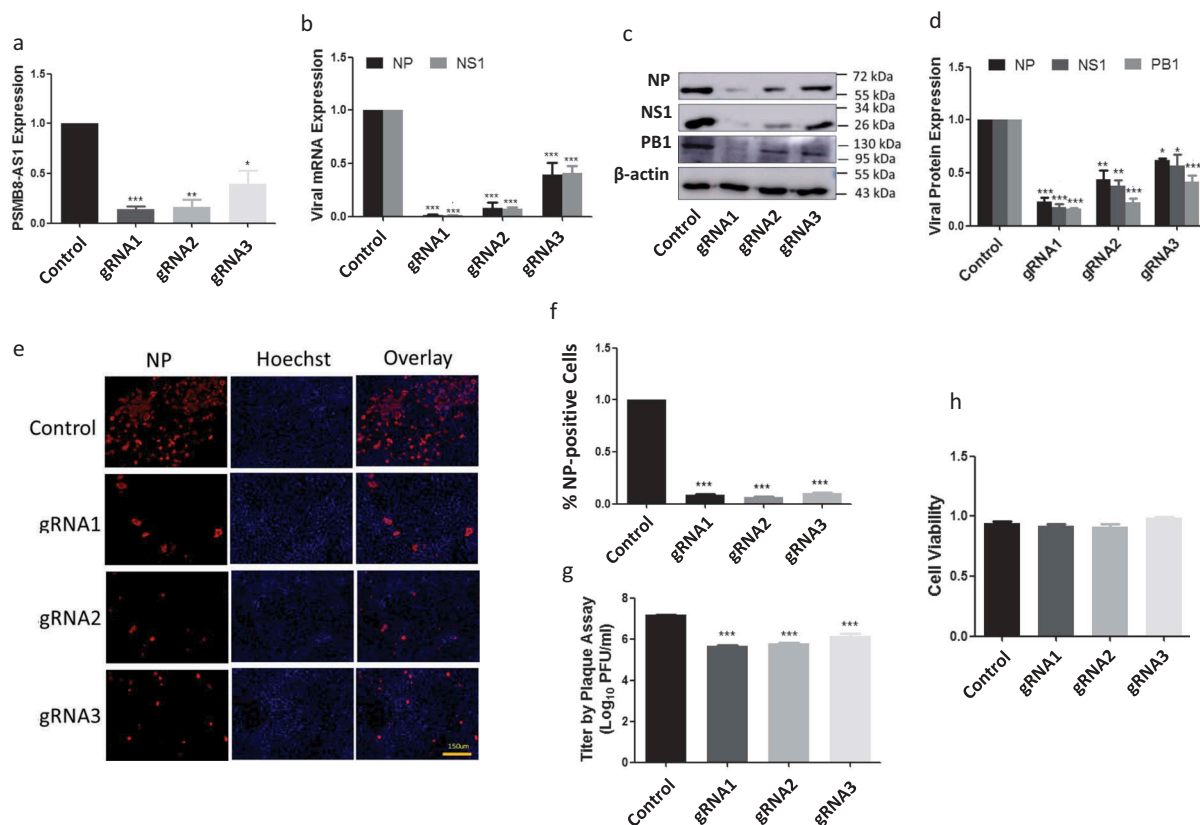 a
PSMB8-AS1 Expression
1.5
1.0
0.5
0.0
***
**
*
Control
gRNA1
gRNA2
gRNA3
b
NP
NS1
Viral mRNA Expression
1.5
1.0
0.5
0.0
*** ***
*** ***
*** ***
Control
gRNA1
gRNA2
gRNA3
c
NP
72 kDa
55 kDa
NS1
34 kDa
26 kDa
PB1
130 kDa
95 kDa
β-actin
55 kDa
43 kDa
Control
gRNA1
gRNA2
gRNA3
d
NP
NS1
PB1
Viral Protein Expression
1.5
1.0
0.5
0.0
*** *** ***
** ** ***
* * ***
Control
gRNA1
gRNA2
gRNA3
e
NP
Hoechst
Overlay
Control
gRNA1
gRNA2
gRNA3
150um
f
% NP-positive Cells
1.5
1.0
0.5
0.0
***
***
***
Control
gRNA1
gRNA2
gRNA3
g
Titer by Plaque Assay
(Log₁₀ PFU/ml)
8
6
4
2
0
***
***
***
Control
gRNA1
gRNA2
gRNA3
h
Cell Viability
1.5
1.0
0.5
0.0
Control
gRNA1
gRNA2
gRNA3